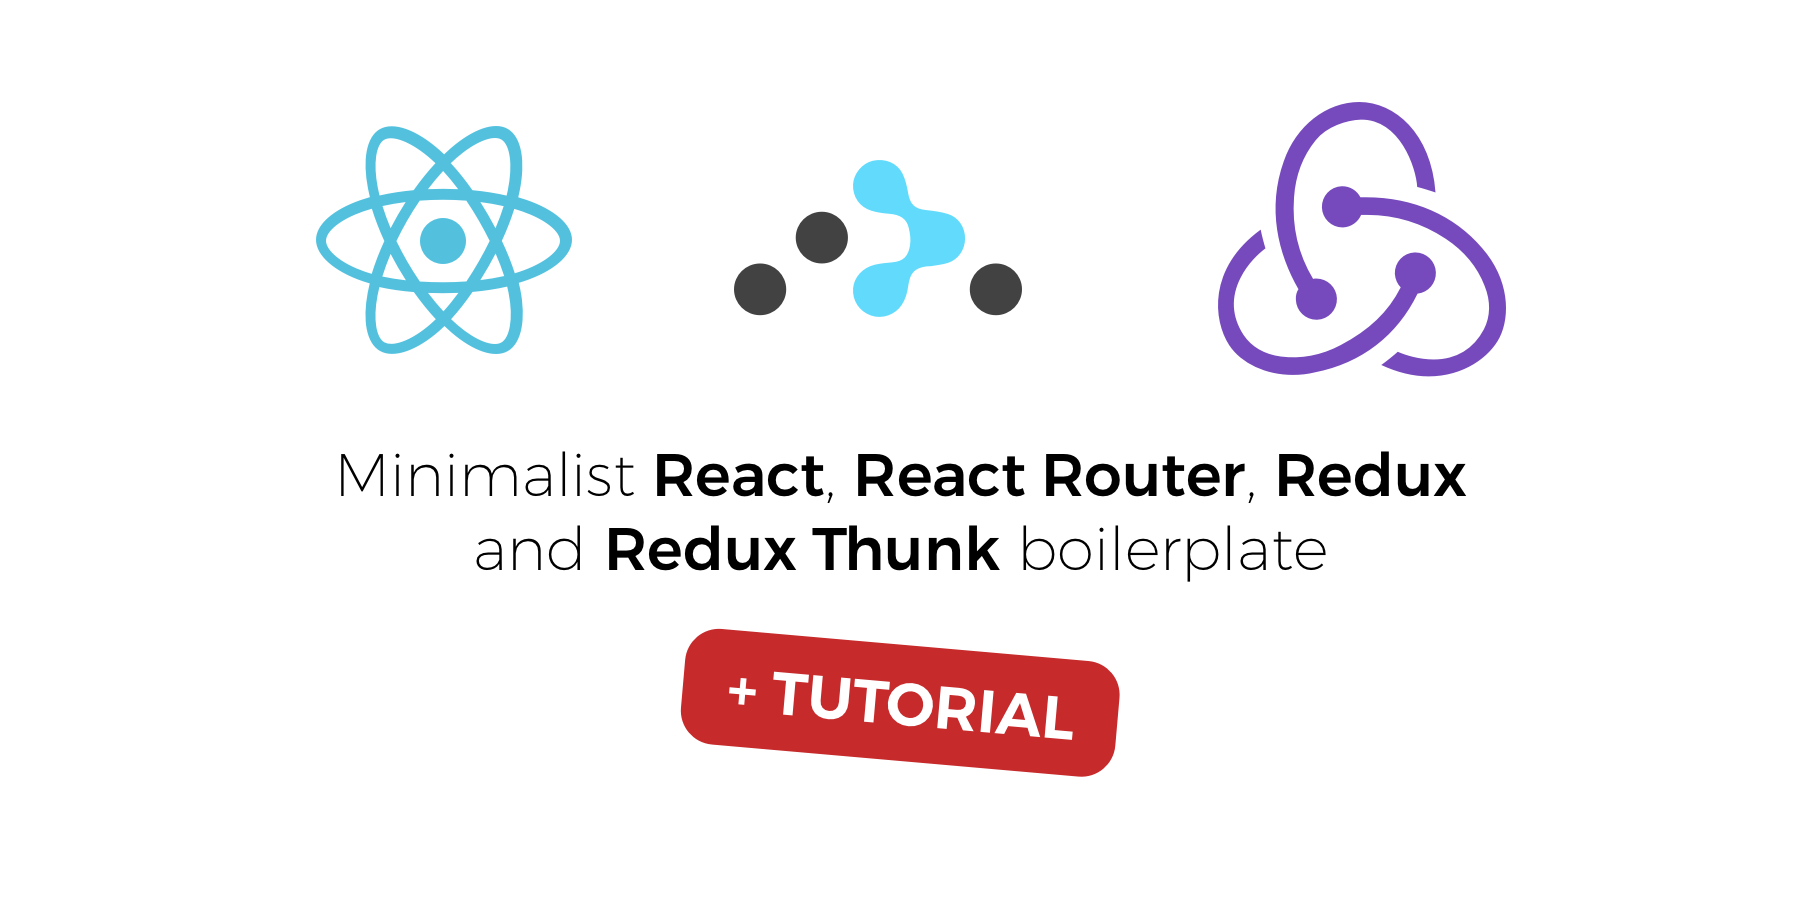 Minimalist React, React Router, Redux
and Redux Thunk boilerplate
+ TUTORIAL